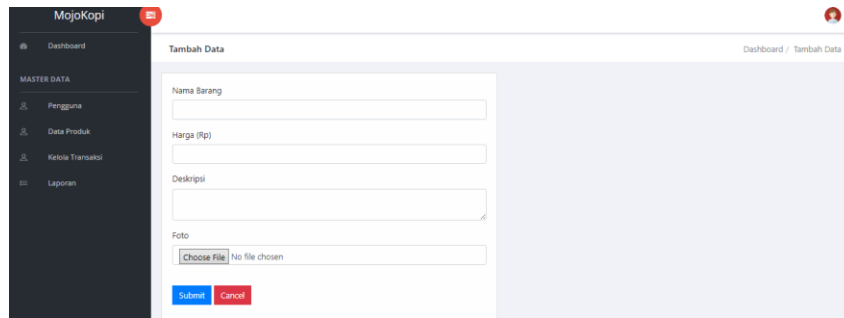 MojoKopi
Dashboard
MASTER DATA
Pengguna
Data Produk
Kelola Transaksi
Laporan
Tambah Data
Dashboard / Tambah Data
Nama Barang
Harga (Rp)
Deskripsi
Foto
Choose File No file chosen
Submit Cancel